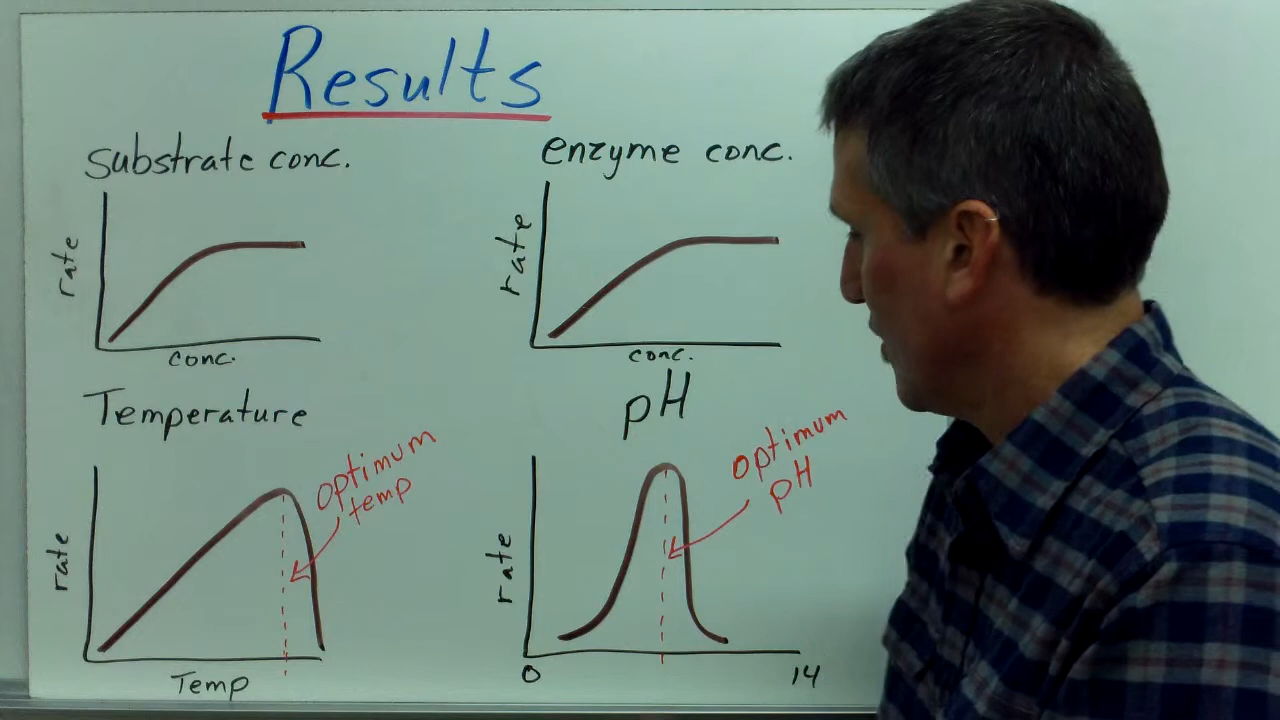 Results
Substrate conc.
rate
conc.
enzyme conc.
rate
conc.
Temperature
rate
optimum
temp
Temp
pH
rate
optimum
pH
0
14